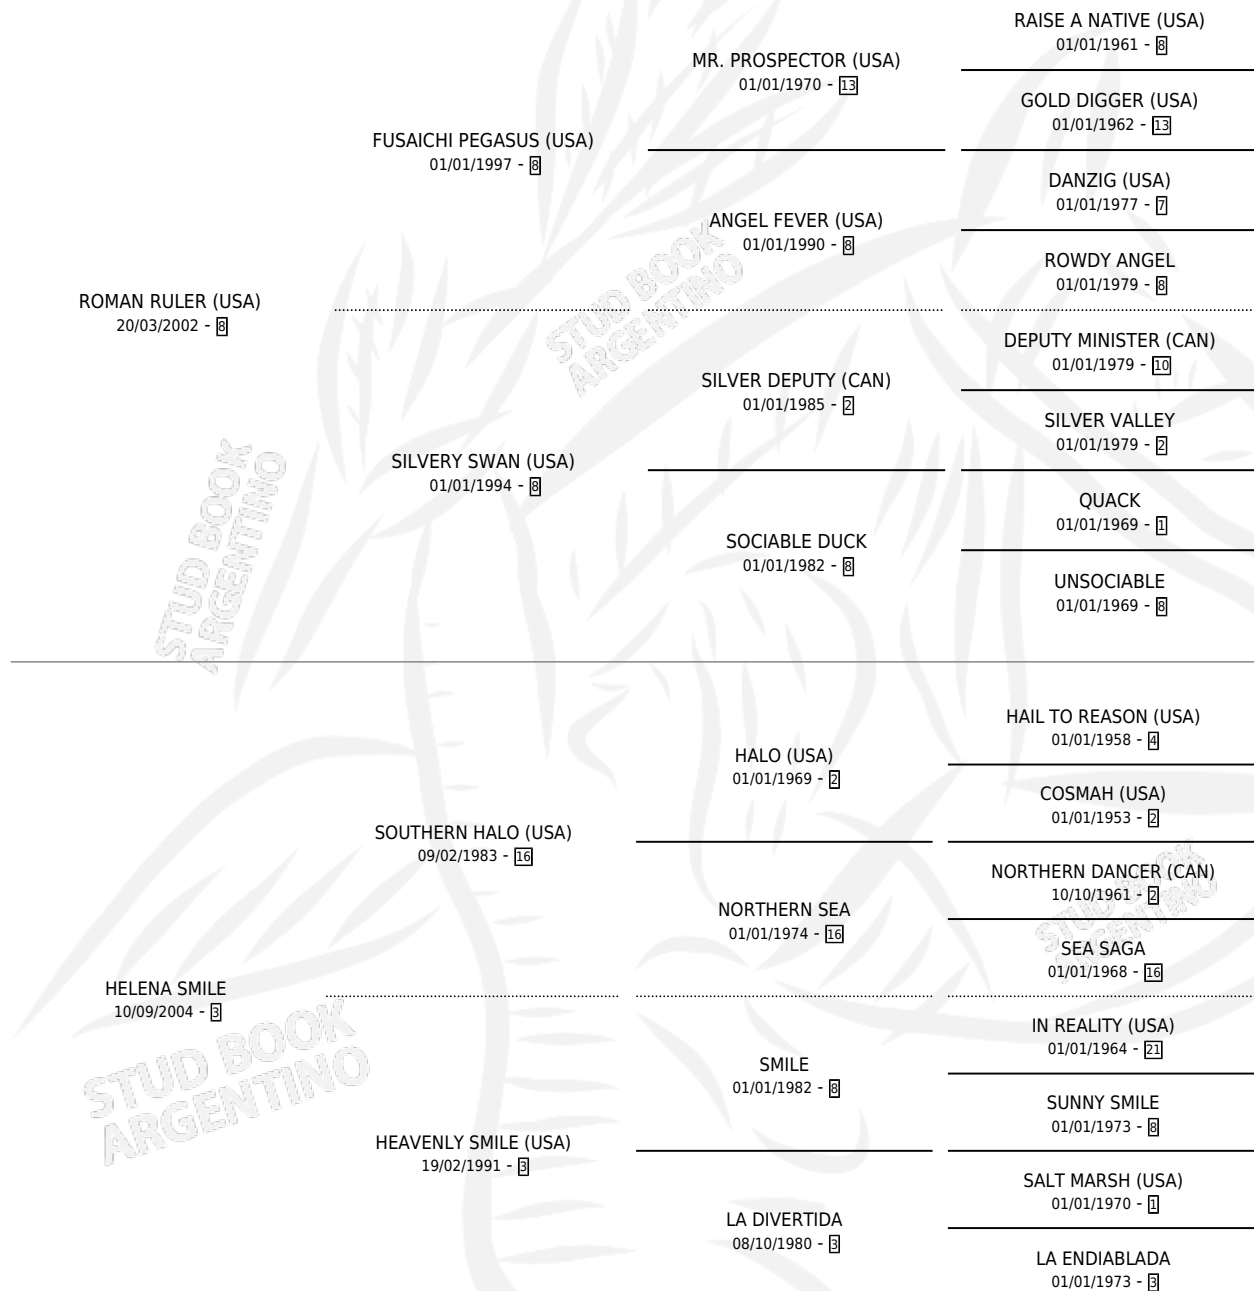 RAISE A NATIVE (USA)
01/01/1961 - 8
MR. PROSPECTOR (USA)
01/01/1970 - 13
GOLD DIGGER (USA)
01/01/1962 - 13
FUSAICHI PEGASUS (USA)
01/01/1997 - 8
DANZIG (USA)
01/01/1977 - 7
ANGEL FEVER (USA)
01/01/1990 - 8
ROWDY ANGEL
01/01/1979 - 8
ROMAN RULER (USA)
20/03/2002 - 8
DEPUTY MINISTER (CAN)
01/01/1979 - 10
SILVER DEPUTY (CAN)
01/01/1985 - 2
SILVER VALLEY
01/01/1979 - 2
SILVERY SWAN (USA)
01/01/1994 - 8
QUACK
01/01/1969 - 1
SOCIABLE DUCK
01/01/1982 - 8
UNSOCIABLE
01/01/1969 - 8
HAIL TO REASON (USA)
01/01/1958 - 4
HALO (USA)
01/01/1969 - 2
COSMAH (USA)
01/01/1953 - 2
SOUTHERN HALO (USA)
09/02/1983 - 16
NORTHERN DANCER (CAN)
10/10/1961 - 2
NORTHERN SEA
01/01/1974 - 16
SEA SAGA
01/01/1968 - 16
HELENA SMILE
10/09/2004 - 3
IN REALITY (USA)
01/01/1964 - 21
SMILE
01/01/1982 - 8
SUNNY SMILE
01/01/1973 - 8
HEAVENLY SMILE (USA)
19/02/1991 - 3
SALT MARSH (USA)
01/01/1970 - 1
LA DIVERTIDA
08/10/1980 - 3
LA ENDIABLADA
01/01/1973 - 3
STUD BOOK
ARGENTINO
STUD BOOK
ARGENTINO
STUD BOOK
ARGENTINO
STUD BOOK
ARGENTINO